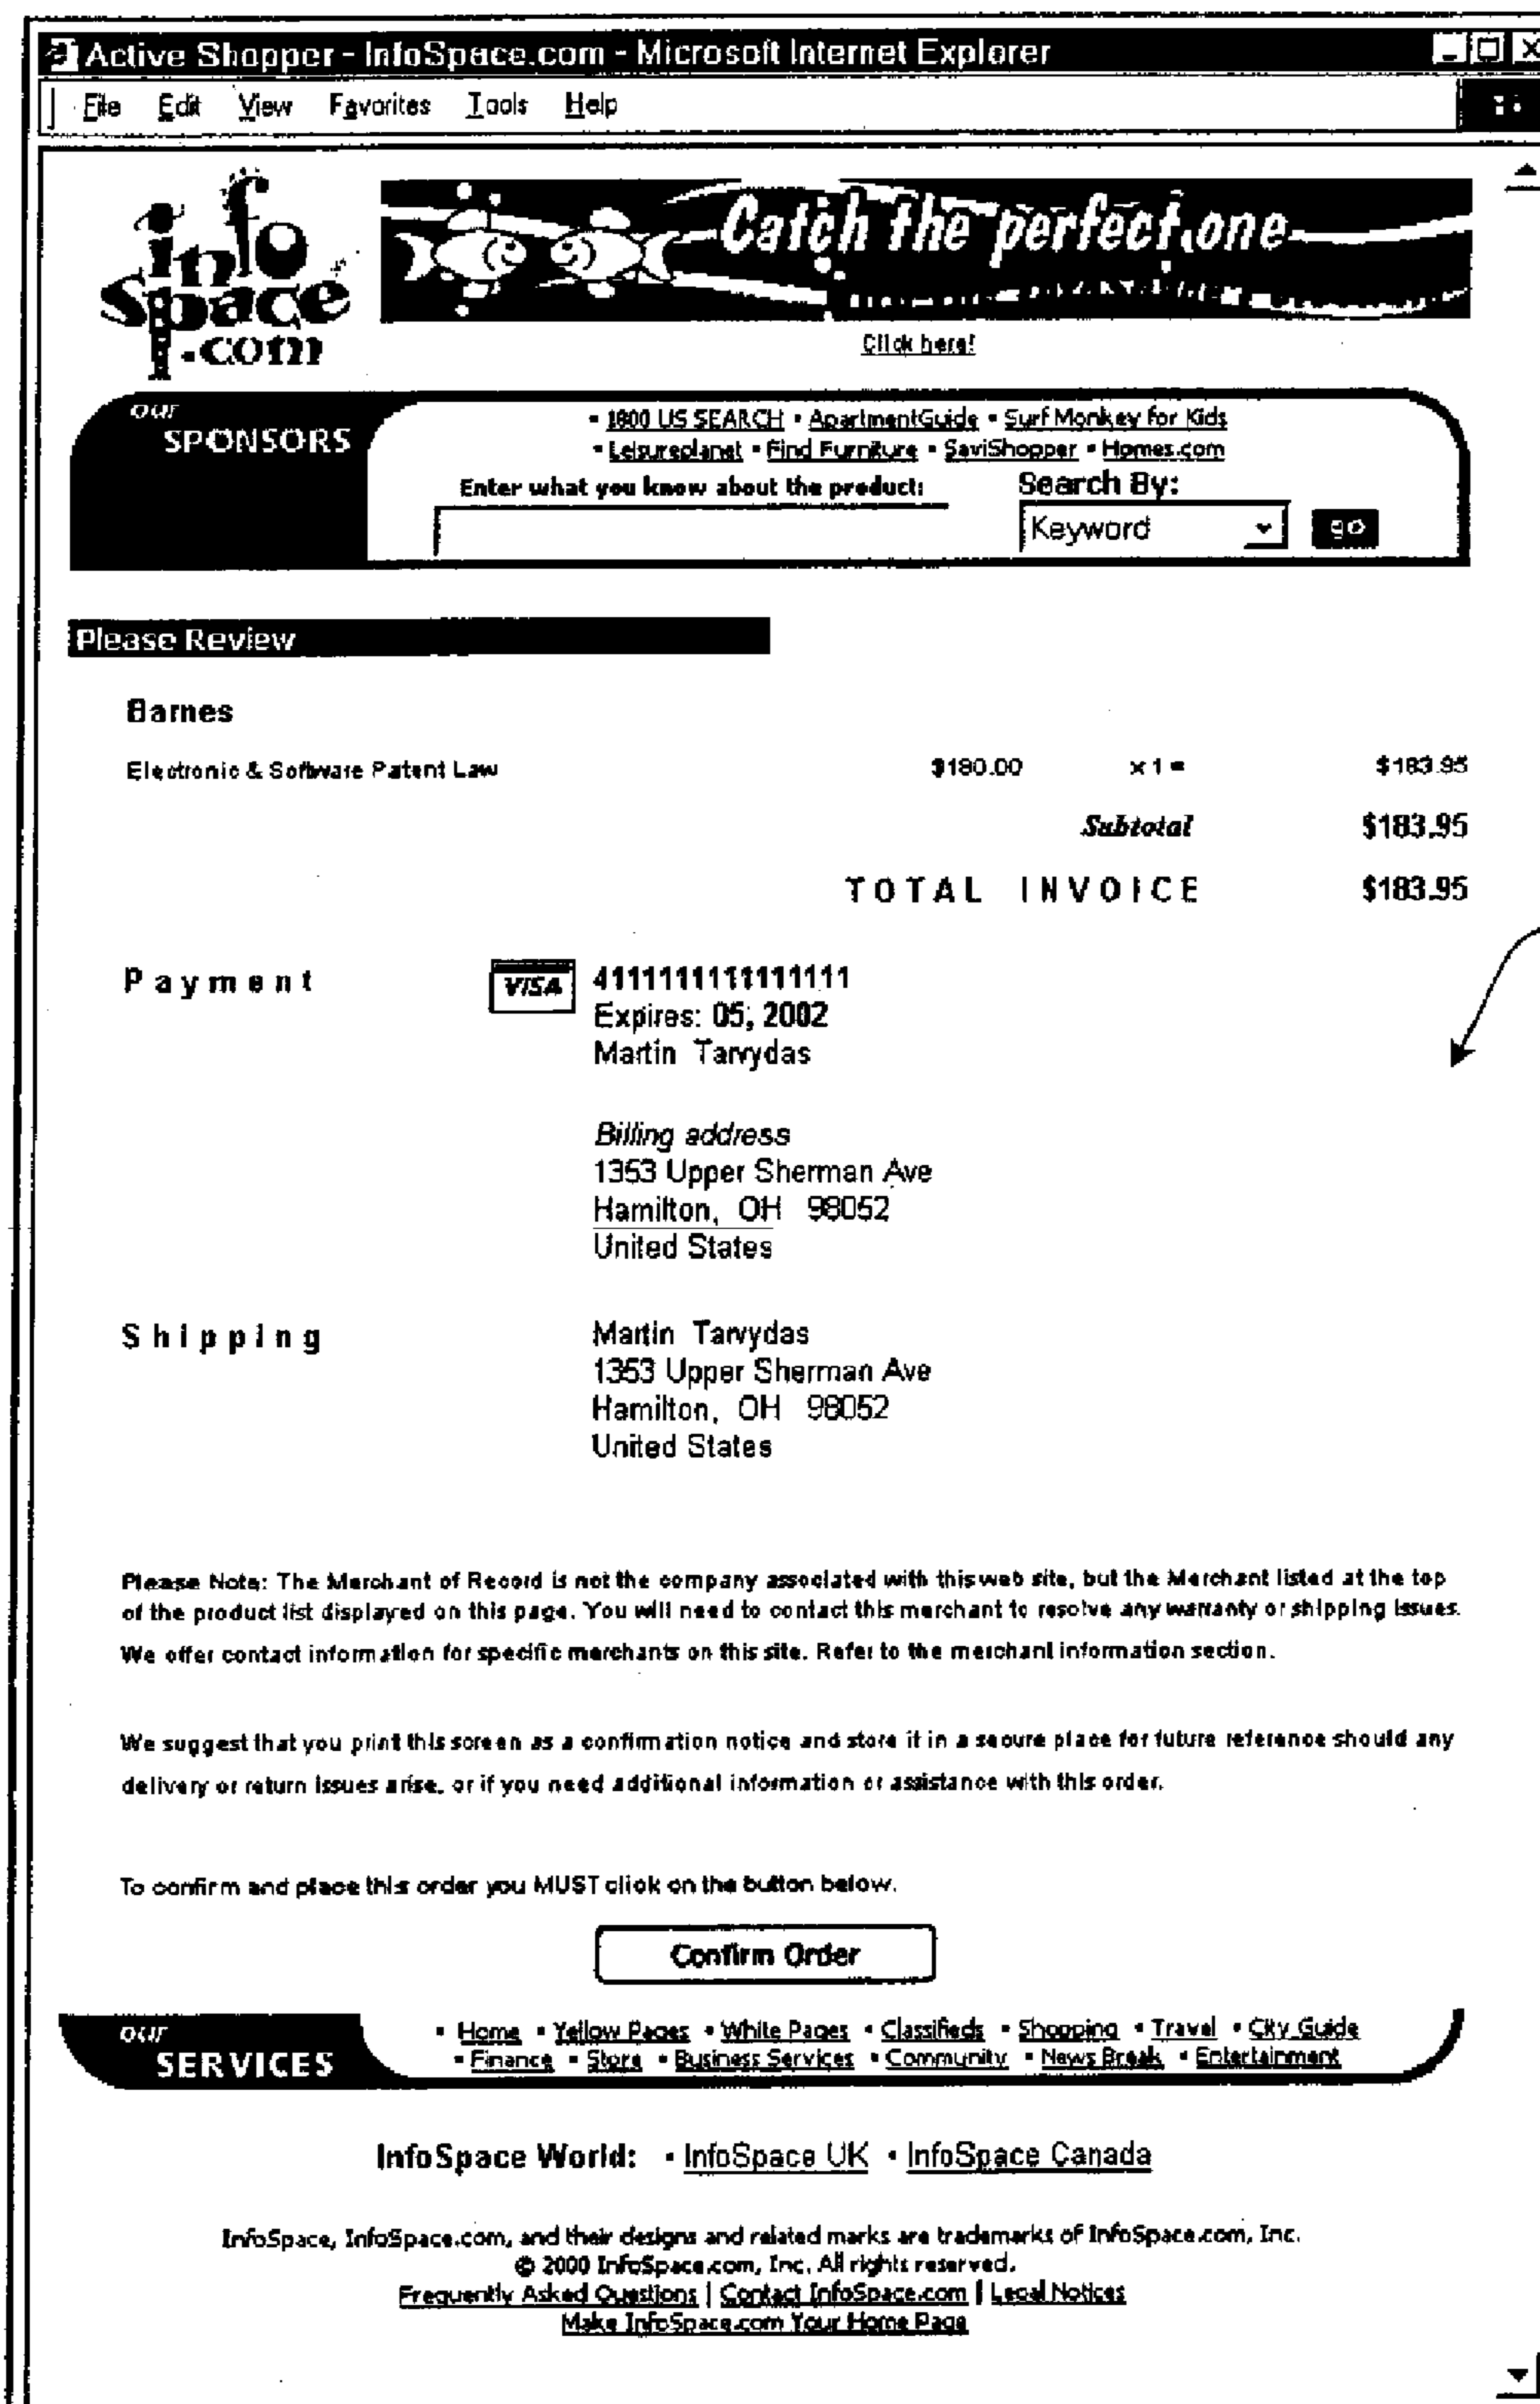 Active Shopper - InfoSpace.com - Microsoft Internet Explorer
File Edit View Favorites Tools Help
info
space
.com
Catch the perfect one
Click here!
our
SPONSORS
▪ 1800 US SEARCH ▪ ApartmentGuide ▪ Surf Monkey for Kids
▪ Leisureplanet ▪ Find Furniture ▪ SaviShopper ▪ Homes.com
Enter what you know about the product: Search By:
Keyword go
Please Review
Barnes
Electronic & Software Patent Law $180.00 x 1 = $183.95
Subtotal $183.95
TOTAL INVOICE $183.95
Payment VISA 4111111111111111
Expires: 05, 2002
Martin Tarvydas
Billing address
1353 Upper Sherman Ave
Hamilton, OH 98052
United States
Shipping Martin Tarvydas
1353 Upper Sherman Ave
Hamilton, OH 98052
United States
Please Note: The Merchant of Record is not the company associated with this web site, but the Merchant listed at the top
of the product list displayed on this page. You will need to contact this merchant to resolve any warranty or shipping issues.
We offer contact information for specific merchants on this site. Refer to the merchant information section.
We suggest that you print this screen as a confirmation notice and store it in a secure place for future reference should any
delivery or return issues arise, or if you need additional information or assistance with this order.
To confirm and place this order you MUST click on the button below.
Confirm Order
our
SERVICES
▪ Home ▪ Yellow Pages ▪ White Pages ▪ Classifieds ▪ Shopping ▪ Travel ▪ City Guide
▪ Finance ▪ Store ▪ Business Services ▪ Community ▪ News Break ▪ Entertainment
InfoSpace World: ▪ InfoSpace UK ▪ InfoSpace Canada
InfoSpace, InfoSpace.com, and their designs and related marks are trademarks of InfoSpace.com, Inc.
© 2000 InfoSpace.com, Inc. All rights reserved.
Frequently Asked Questions | Contact InfoSpace.com | Legal Notices
Make InfoSpace.com Your Home Page